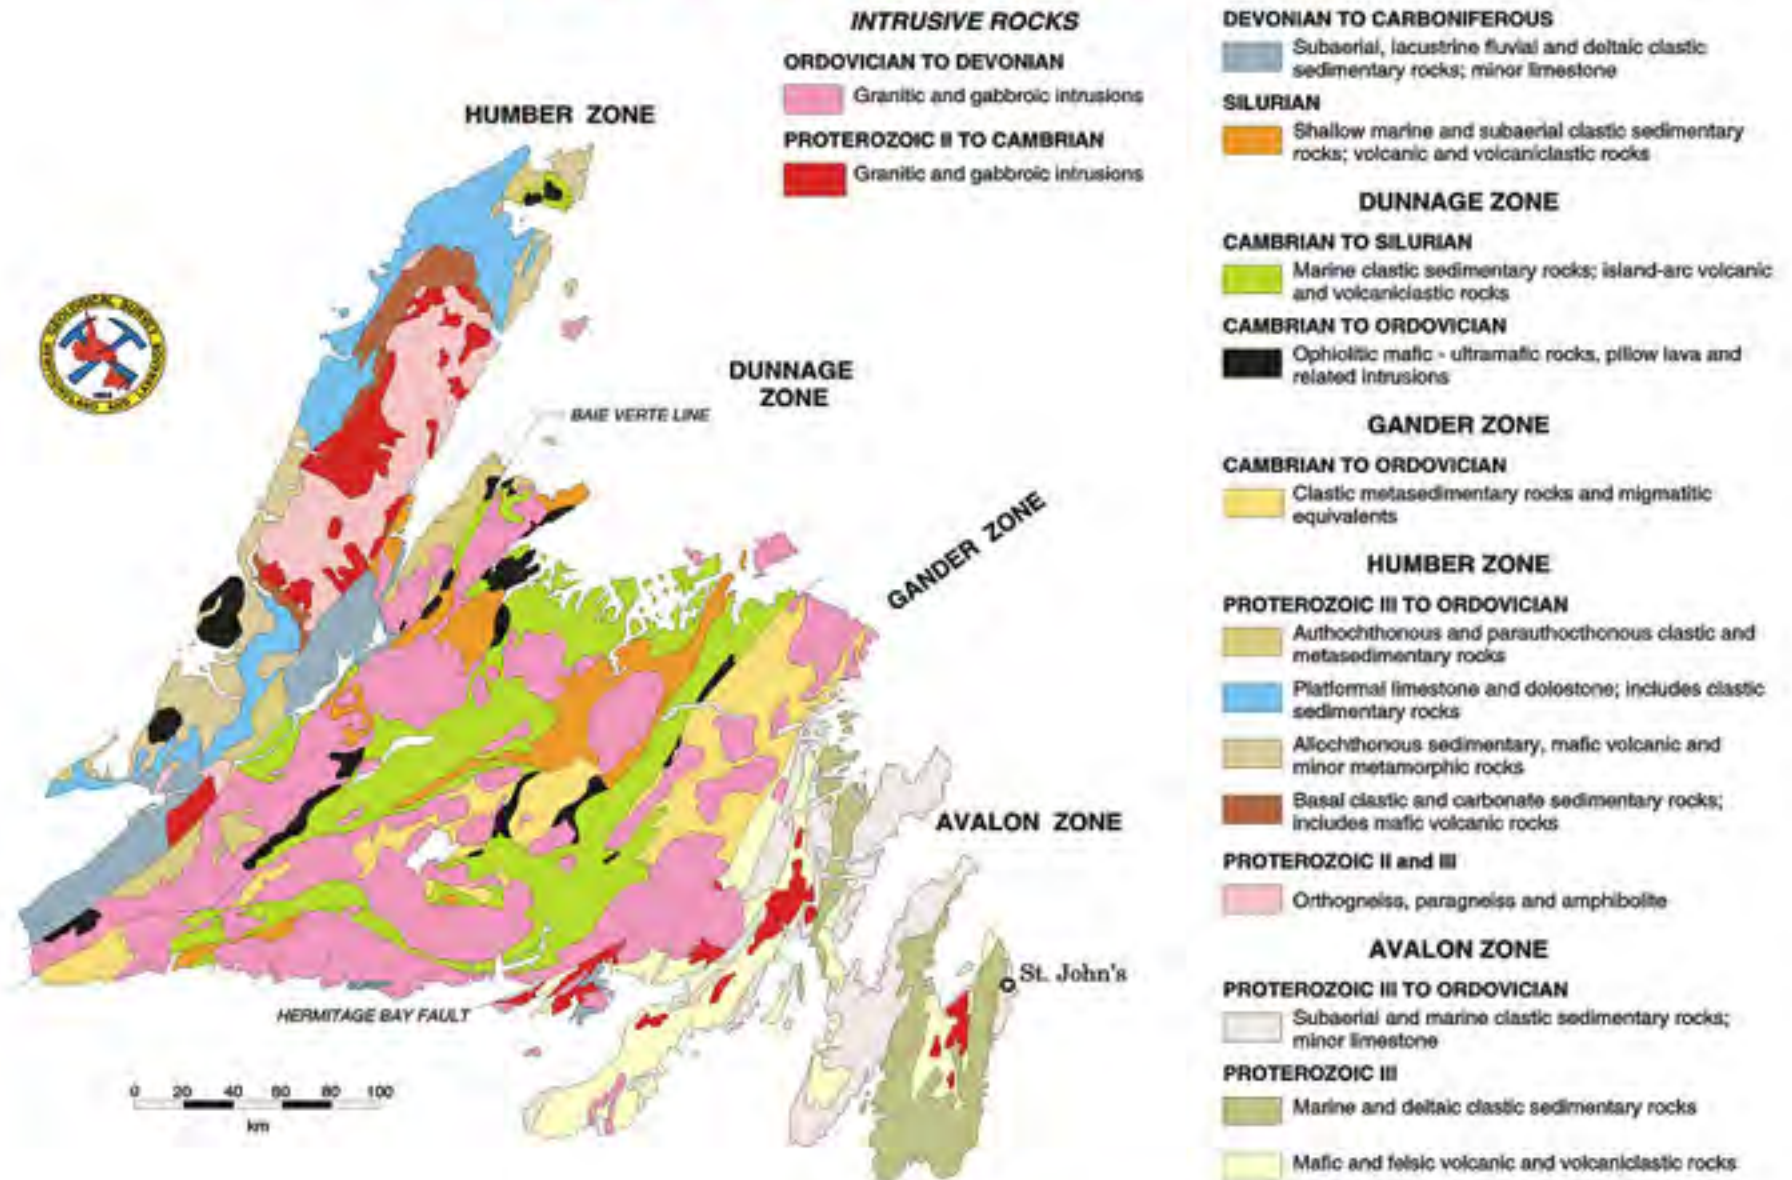 HUMBER ZONE
DUNNAGE
ZONE
BAIE VERTE LINE
GANDER ZONE
AVALON ZONE
St. John's
HERMITAGE BAY FAULT
0 20 40 60 80 100
km
INTRUSIVE ROCKS
ORDOVICIAN TO DEVONIAN
Granitic and gabbroic intrusions
PROTEROZOIC II TO CAMBRIAN
Granitic and gabbroic intrusions
DEVONIAN TO CARBONIFEROUS
Subaerial, lacustrine fluvial and deltaic clastic
sedimentary rocks; minor limestone
SILURIAN
Shallow marine and subaerial clastic sedimentary
rocks; volcanic and volcaniclastic rocks
DUNNAGE ZONE
CAMBRIAN TO SILURIAN
Marine clastic sedimentary rocks; island-arc volcanic
and volcaniclastic rocks
CAMBRIAN TO ORDOVICIAN
Ophiolitic mafic - ultramafic rocks, pillow lava and
related intrusions
GANDER ZONE
CAMBRIAN TO ORDOVICIAN
Clastic metasedimentary rocks and migmatitic
equivalents
HUMBER ZONE
PROTEROZOIC III TO ORDOVICIAN
Authochthonous and parauthocthonous clastic and
metasedimentary rocks
Platformal limestone and dolostone; includes clastic
sedimentary rocks
Allochthonous sedimentary, mafic volcanic and
minor metamorphic rocks
Basal clastic and carbonate sedimentary rocks;
includes mafic volcanic rocks
PROTEROZOIC II and III
Orthogneiss, paragneiss and amphibolite
AVALON ZONE
PROTEROZOIC III TO ORDOVICIAN
Subaerial and marine clastic sedimentary rocks;
minor limestone
PROTEROZOIC III
Marine and deltaic clastic sedimentary rocks
Mafic and felsic volcanic and volcaniclastic rocks